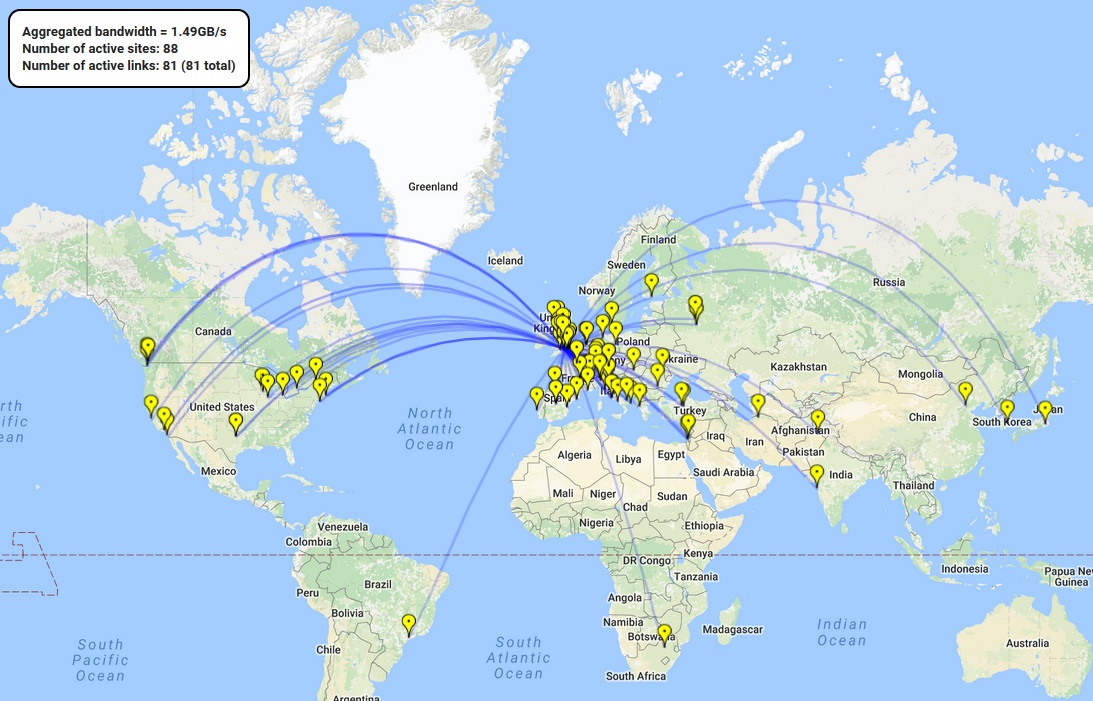 Aggregated bandwidth = 1.49GB/s
Number of active sites: 88
Number of active links: 81 (81 total)
Greenland
Iceland
Finland
Sweden
Norway
Russia
Canada
Poland
Kazakhstan
Mongolia
United States
North
Atlantic
Ocean
Turkey
China
South Korea
Afghanistan
Iraq
Iran
Pakistan
Mexico
Algeria
Libya
Egypt
Saudi Arabia
India
Thailand
Mali
Niger
Chad
Sudan
Nigeria
Ethiopia
Venezuela
Colombia
DR Congo
Kenya
Tanzania
Indonesia
Papua New
Guinea
Brazil
Peru
Bolivia
Angola
Namibia
Botswana
Madagascar
Indian
Ocean
South
Pacific
Ocean
South
Atlantic
Ocean
Chile
South Africa
Australia
Argentina